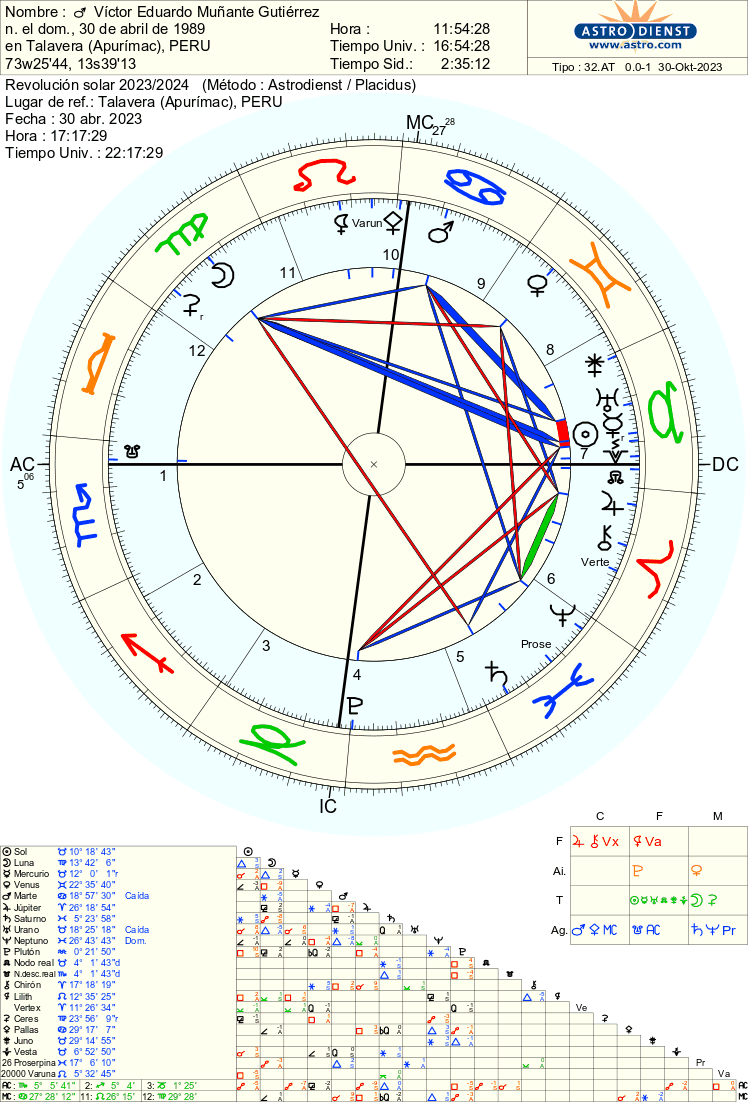 Nombre : ♂ Víctor Eduardo Muñante Gutiérrez
n. el dom., 30 de abril de 1989
en Talavera (Apurímac), PERU
73w25'44, 13s39'13
Hora : 11:54:28
Tiempo Univ. : 16:54:28
Tiempo Sid.: 2:35:12
ASTRO DIENST
www.astro.com
Tipo : 32.AT 0.0-1 30-Okt-2023
Revolución solar 2023/2024 (Método : Astrodienst / Placidus)
Lugar de ref.: Talavera (Apurímac), PERU
Fecha : 30 abr. 2023
Hora : 17:17:29
Tiempo Univ. : 22:17:29
MC 27 28
Varun
10
11
9
12
8
AC
5 06
1
7
DC
2
6
Verte
3
4
5
Prose
IC
C F M
F ♃ ⚷ Vx Va
Ai. ♇ ♀
T
Ag. ♂ MC AC ♄ ♆ Pr
Sol ♉ 10° 18' 43"
Luna ♍ 13° 42' 6"
Mercurio ♉ 12° 0' 1"r
Venus ♊ 22° 35' 40"
Marte ♋ 18° 57' 30" Caída
Júpiter ♈ 26° 18' 54"
Saturno ♓ 5° 23' 58"
Urano ♉ 18° 25' 18" Caída
Neptuno ♓ 26° 43' 43" Dom.
Plutón ♒ 0° 21' 50"
Nodo real ♉ 4° 1' 43"d
N.desc.real ♏ 4° 1' 43"d
Chirón ♈ 17° 18' 19"
Lilith ♌ 12° 35' 25"
Vertex ♈ 11° 26' 34"
Ceres ♍ 23° 56' 9"r
Pallas ♋ 29° 17' 7"
Juno ♉ 29° 14' 55"
Vesta ♉ 6° 52' 50"
26 Proserpina ♓ 17° 6' 10"
20000 Varuna ♌ 5° 32' 45"
AC: ♏ 5° 5' 41" 2: ♐ 5° 4' 3: ♑ 1° 25'
MC: ♋ 27° 28' 12" 11: ♌ 26° 15' 12: ♍ 29° 28'
Ve
Pr
Va
AC
MC